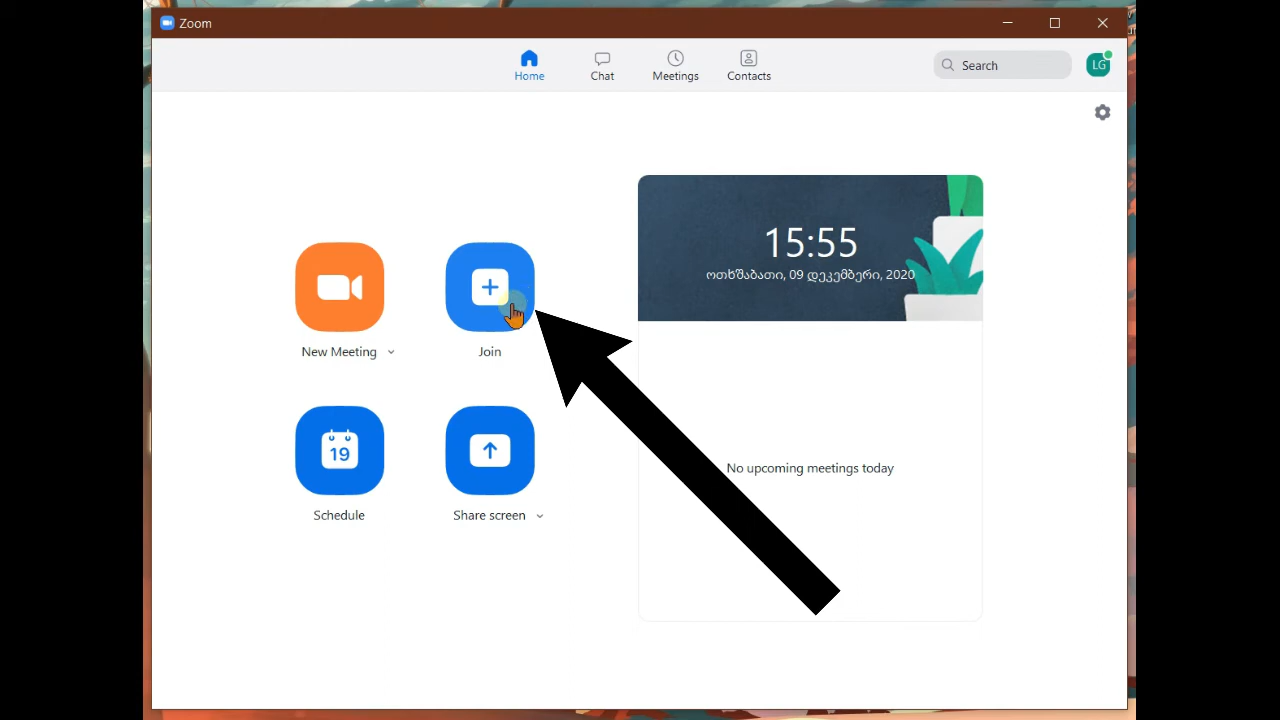 Zoom
Home
Chat
Meetings
Contacts
Search
LG
15:55
ოთხშაბათი, 09 დეკემბერი, 2020
New Meeting
Join
19
Schedule
Share screen
No upcoming meetings today